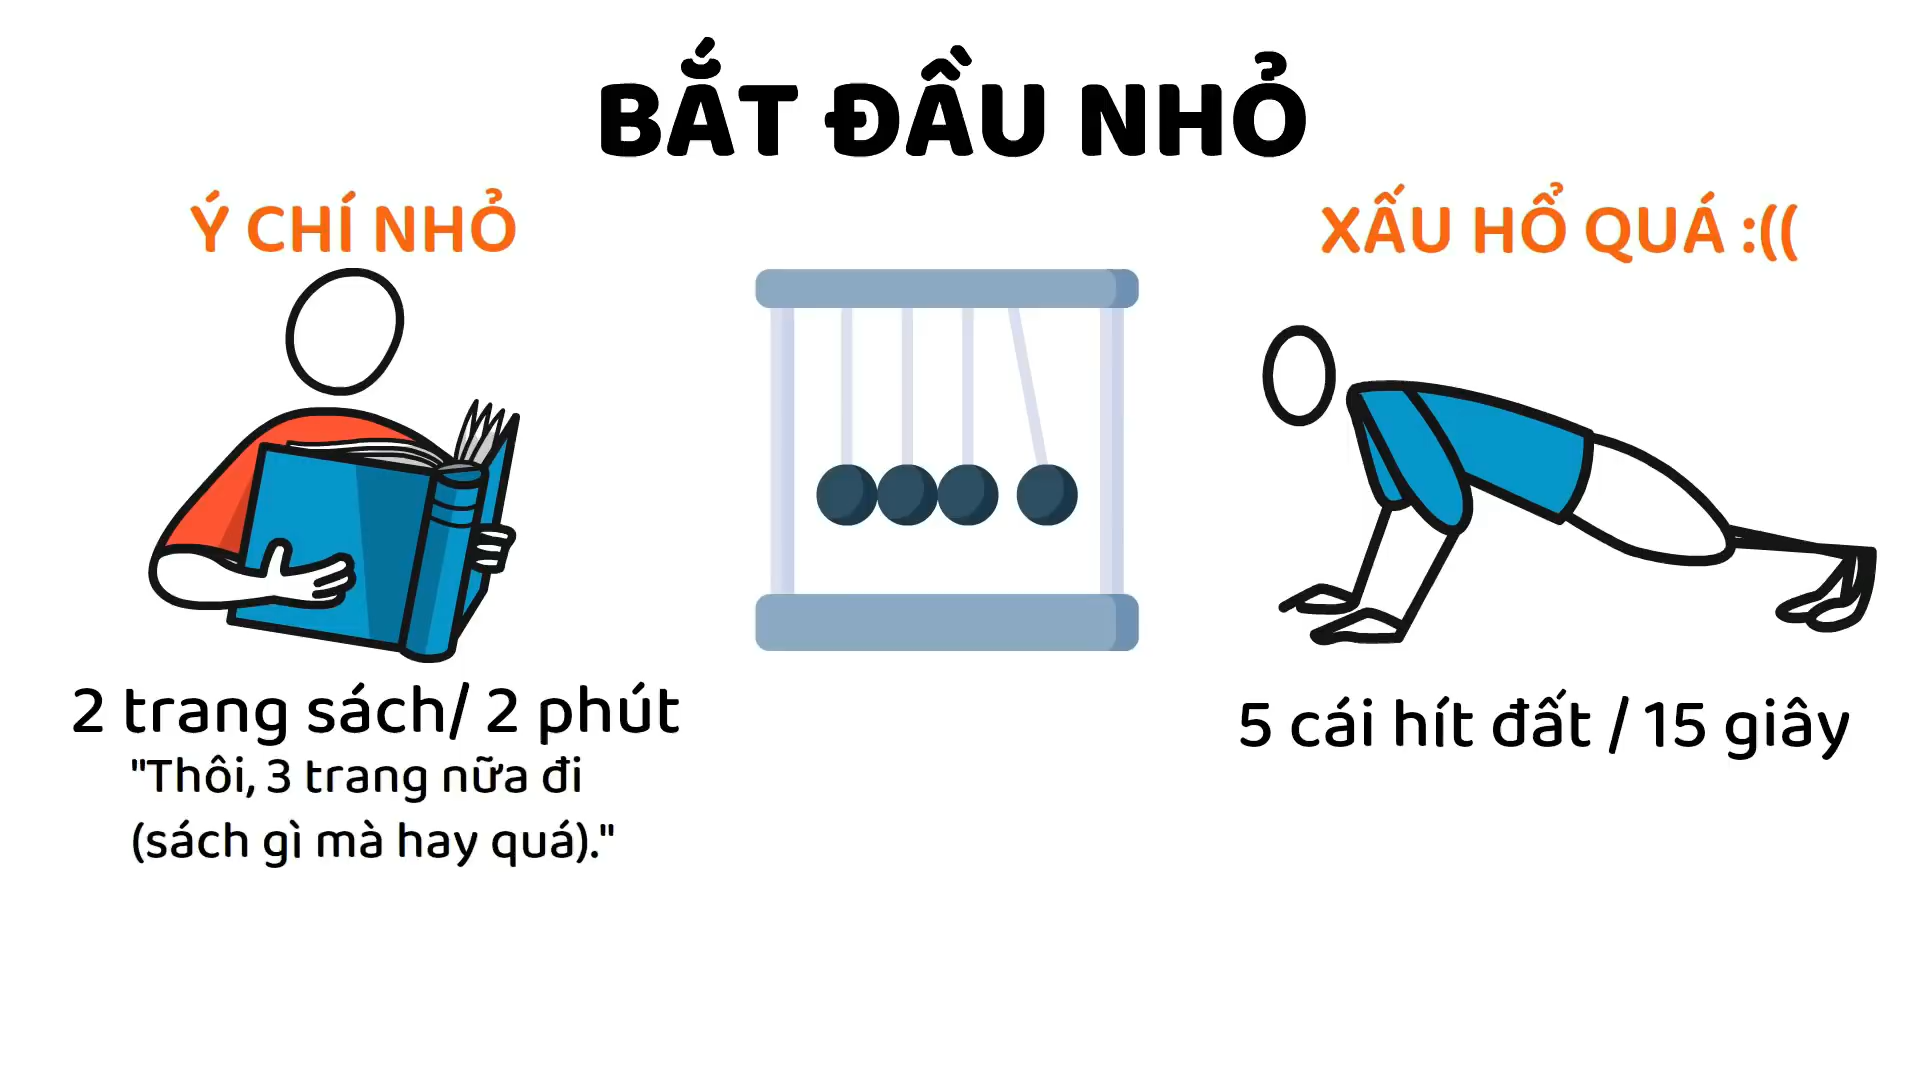 BẮT ĐẦU NHỎ
Ý CHÍ NHỎ
XẤU HỔ QUÁ :((
2 trang sách/ 2 phút
"Thôi, 3 trang nữa đi
(sách gì mà hay quá)."
5 cái hít đất / 15 giây